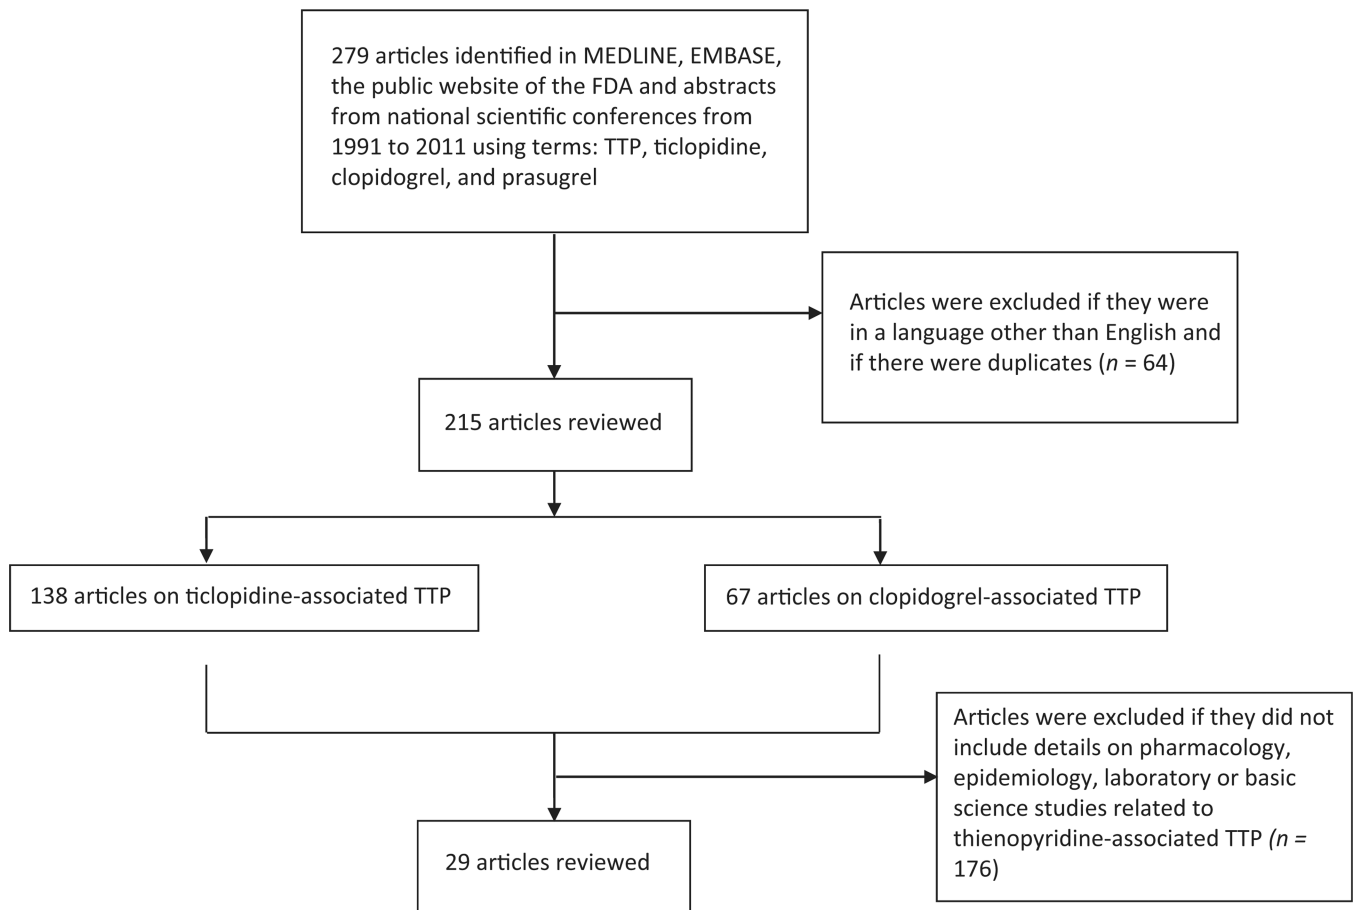 279 articles identified in MEDLINE, EMBASE,
the public website of the FDA and abstracts
from national scientific conferences from
1991 to 2011 using terms: TTP, ticlopidine,
clopidogrel, and prasugrel
Articles were excluded if they were
in a language other than English and
if there were duplicates (n = 64)
215 articles reviewed
138 articles on ticlopidine-associated TTP
67 articles on clopidogrel-associated TTP
Articles were excluded if they did not
include details on pharmacology,
epidemiology, laboratory or basic
science studies related to
thienopyridine-associated TTP (n =
176)
29 articles reviewed